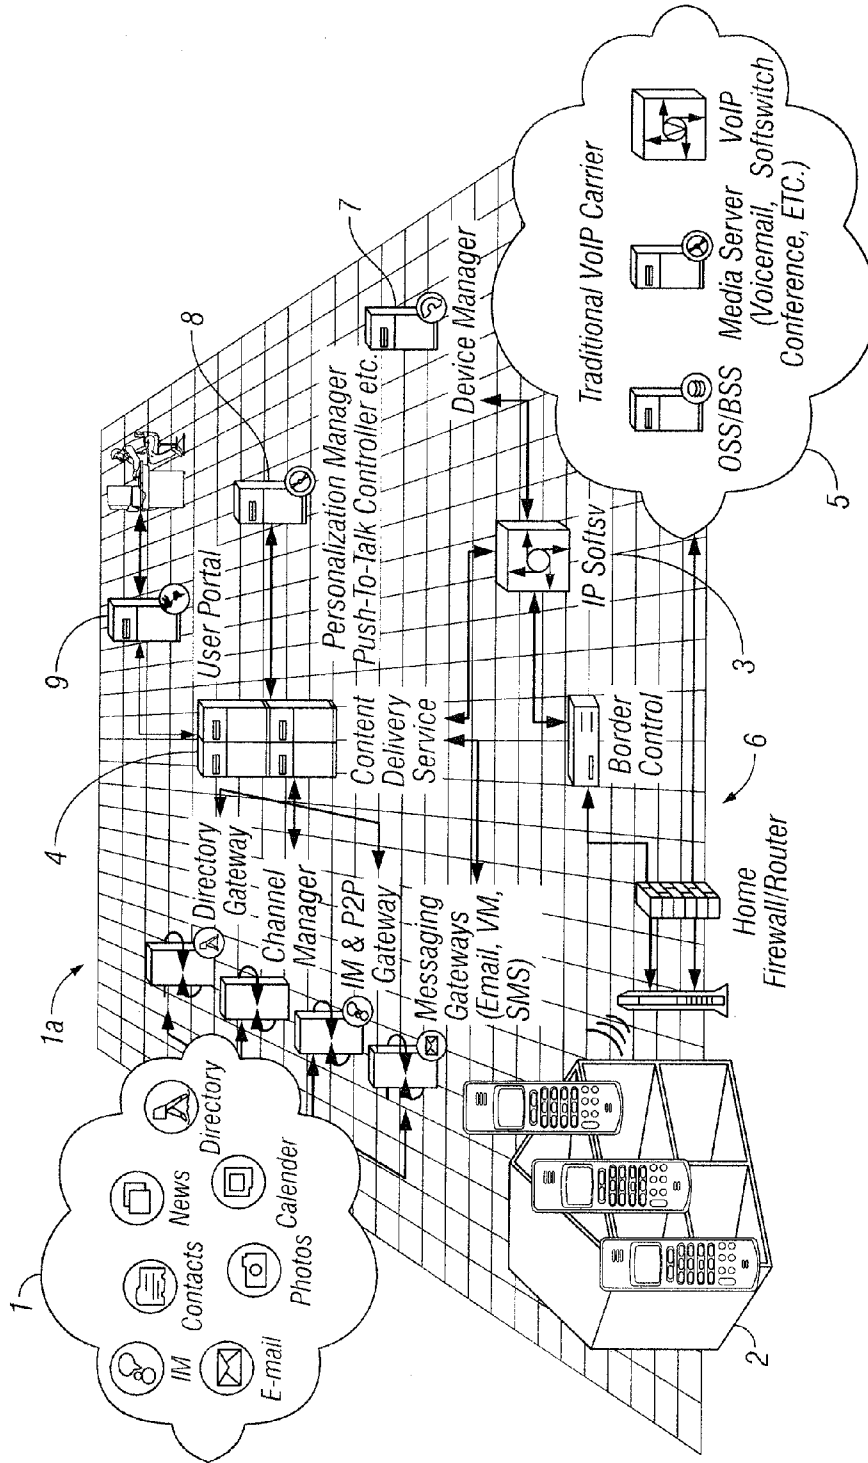 1
IM
Contacts
News
E-mail
Photos
Calender
Directory
1a
Directory
Gateway
Channel
Manager
IM & P2P
Gateway
Messaging
Gateways
(Email, VM,
SMS)
4
Content
Delivery
Service
9
User Portal
8
Personalization Manager
Push-To-Talk Controller etc.
7
Device Manager
2
Home
Firewall/Router
6
Border
Control
IP Softsv
3
Traditional VoIP Carrier
OSS/BSS
Media Server
(Voicemail,
Conference, ETC.)
VoIP
Softswitch
5